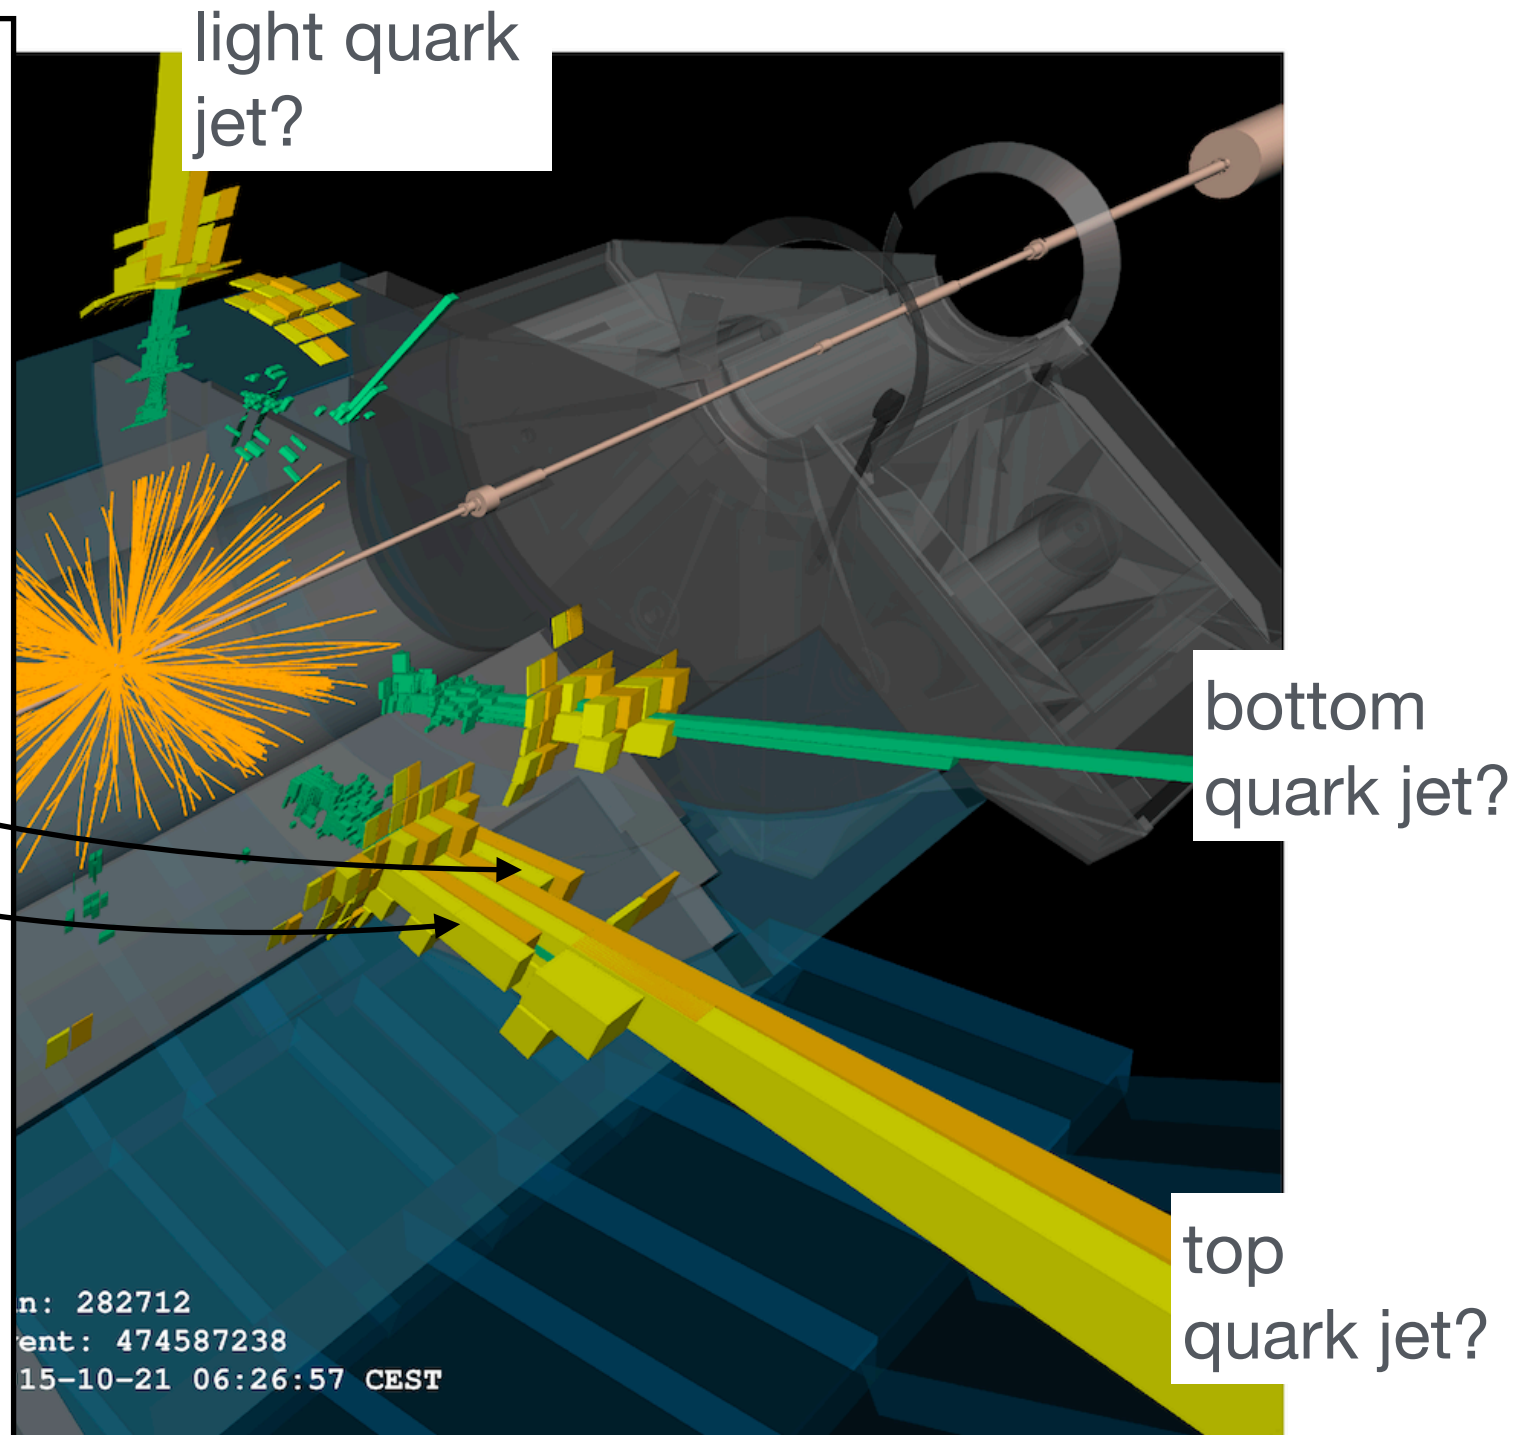 light quark
jet?
bottom
quark jet?
top
quark jet?
n: 282712
ent: 474587238
15-10-21 06:26:57 CEST